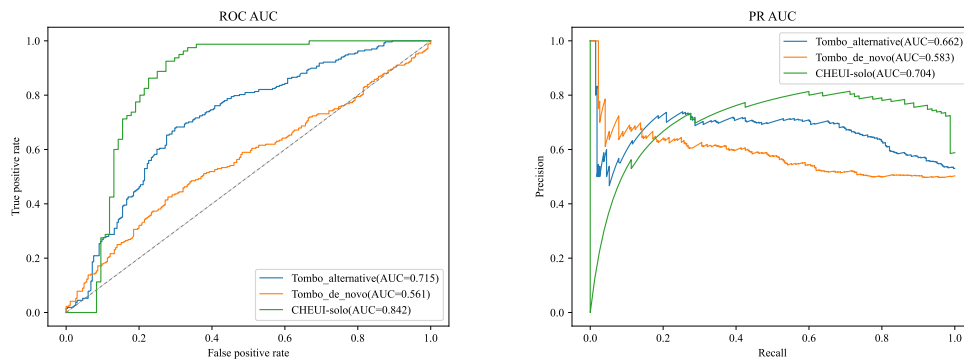 ROC AUC
1.0
0.8
0.6
0.4
0.2
0.0
True positive rate
0.0 0.2 0.4 0.6 0.8 1.0
False positive rate
Tombo_alternative(AUC=0.715)
Tombo_de_novo(AUC=0.561)
CHEUI-solo(AUC=0.842)
PR AUC
1.0
0.8
0.6
0.4
0.2
0.0
Precision
0.0 0.2 0.4 0.6 0.8 1.0
Recall
Tombo_alternative(AUC=0.662)
Tombo_de_novo(AUC=0.583)
CHEUI-solo(AUC=0.704)